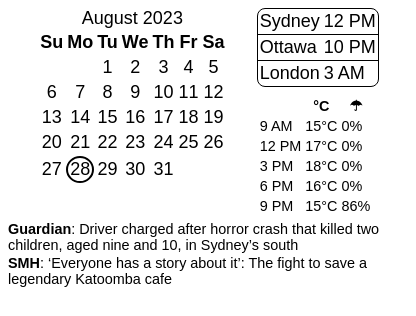 August 2023
Su Mo Tu We Th Fr Sa
1 2 3 4 5
6 7 8 9 10 11 12
13 14 15 16 17 18 19
20 21 22 23 24 25 26
27 28 29 30 31
Sydney 12 PM
Ottawa 10 PM
London 3 AM
°C ☂
9 AM 15°C 0%
12 PM 17°C 0%
3 PM 18°C 0%
6 PM 16°C 0%
9 PM 15°C 86%
Guardian: Driver charged after horror crash that killed two
children, aged nine and 10, in Sydney’s south
SMH: ‘Everyone has a story about it’: The fight to save a
legendary Katoomba cafe